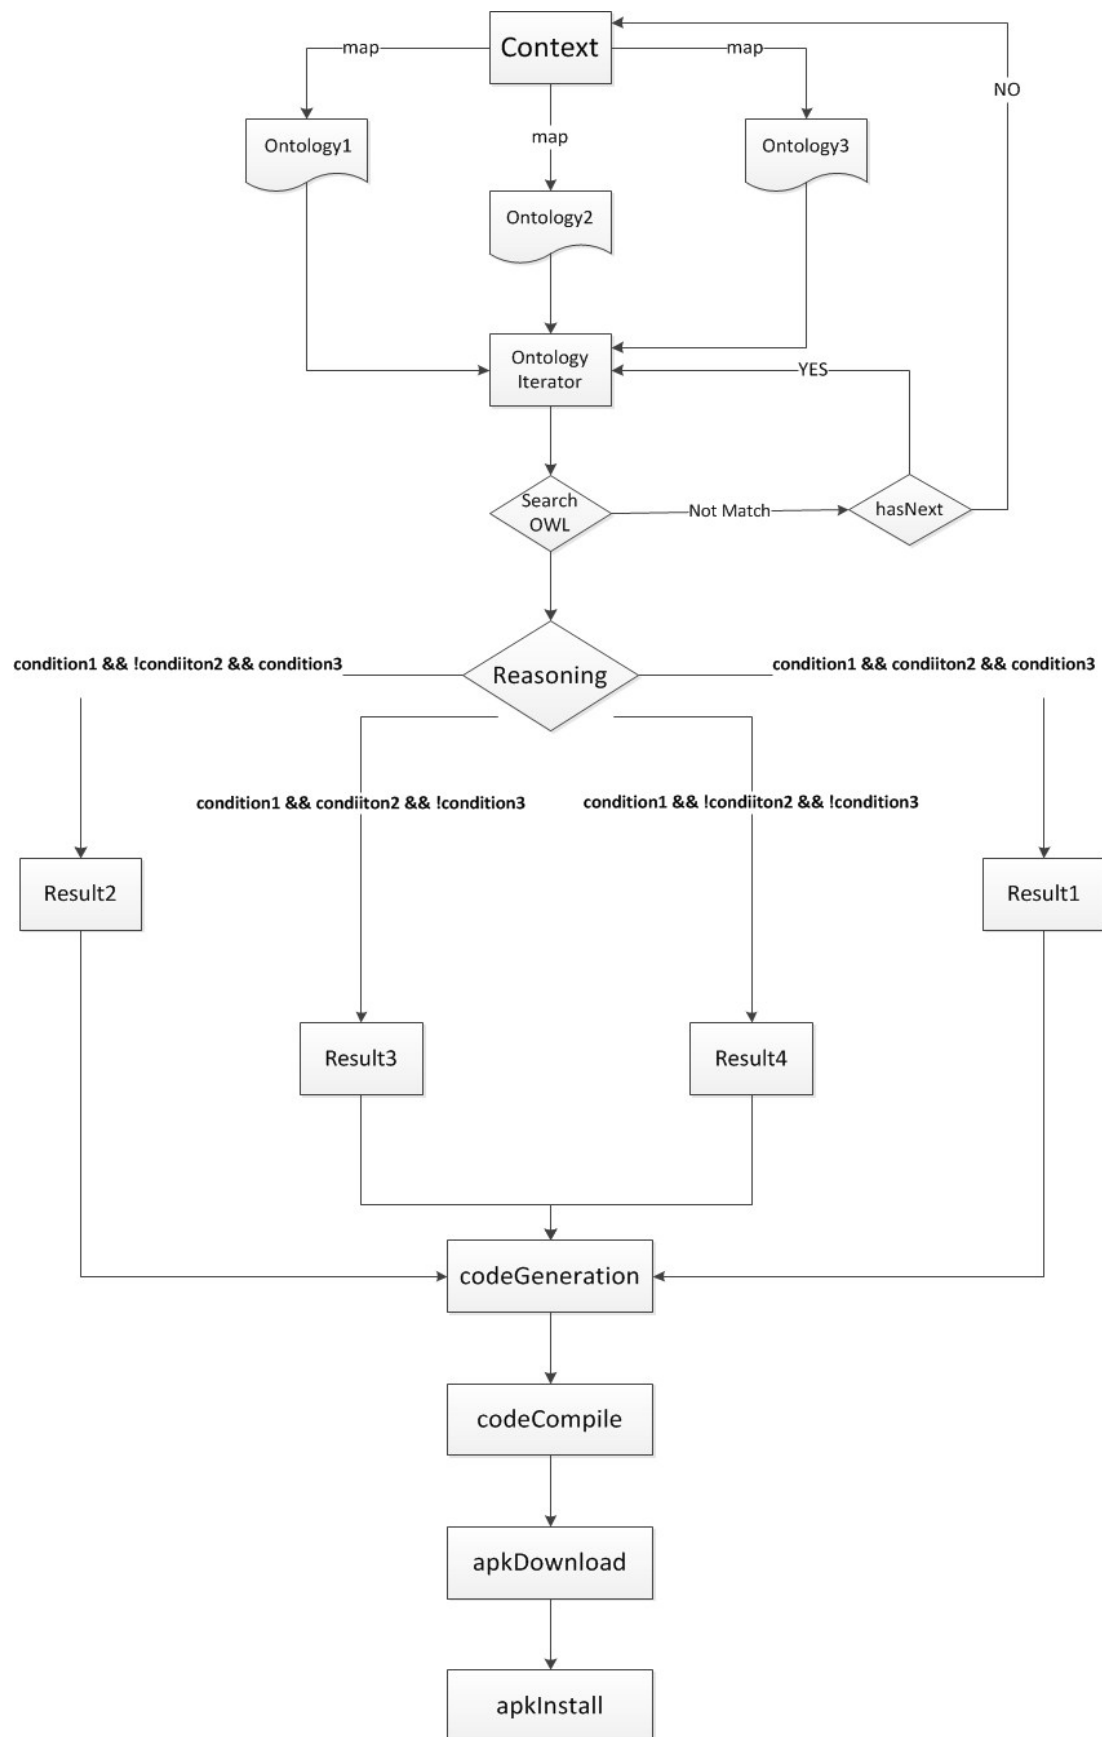 Context
map
map
NO
map
Ontology1
Ontology3
Ontology2
Ontology
Iterator
YES
Search
OWL
Not Match
hasNext
condition1 && !condiiton2 && condition3
Reasoning
condition1 && condiiton2 && condition3
condition1 && condiiton2 && !condition3
condition1 && !condiiton2 && !condition3
Result2
Result1
Result3
Result4
codeGeneration
codeCompile
apkDownload
apkInstall